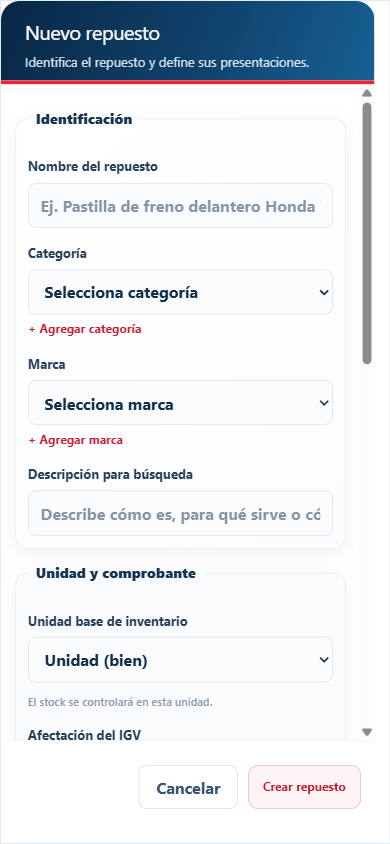 Nuevo repuesto
Identifica el repuesto y define sus presentaciones.
Identificación
Nombre del repuesto
Ej. Pastilla de freno delantero Honda
Categoría
Selecciona categoría
+ Agregar categoría
Marca
Selecciona marca
+ Agregar marca
Descripción para búsqueda
Describe cómo es, para qué sirve o có
Unidad y comprobante
Unidad base de inventario
Unidad (bien)
El stock se controlará en esta unidad.
Afectación del IGV
Cancelar
Crear repuesto